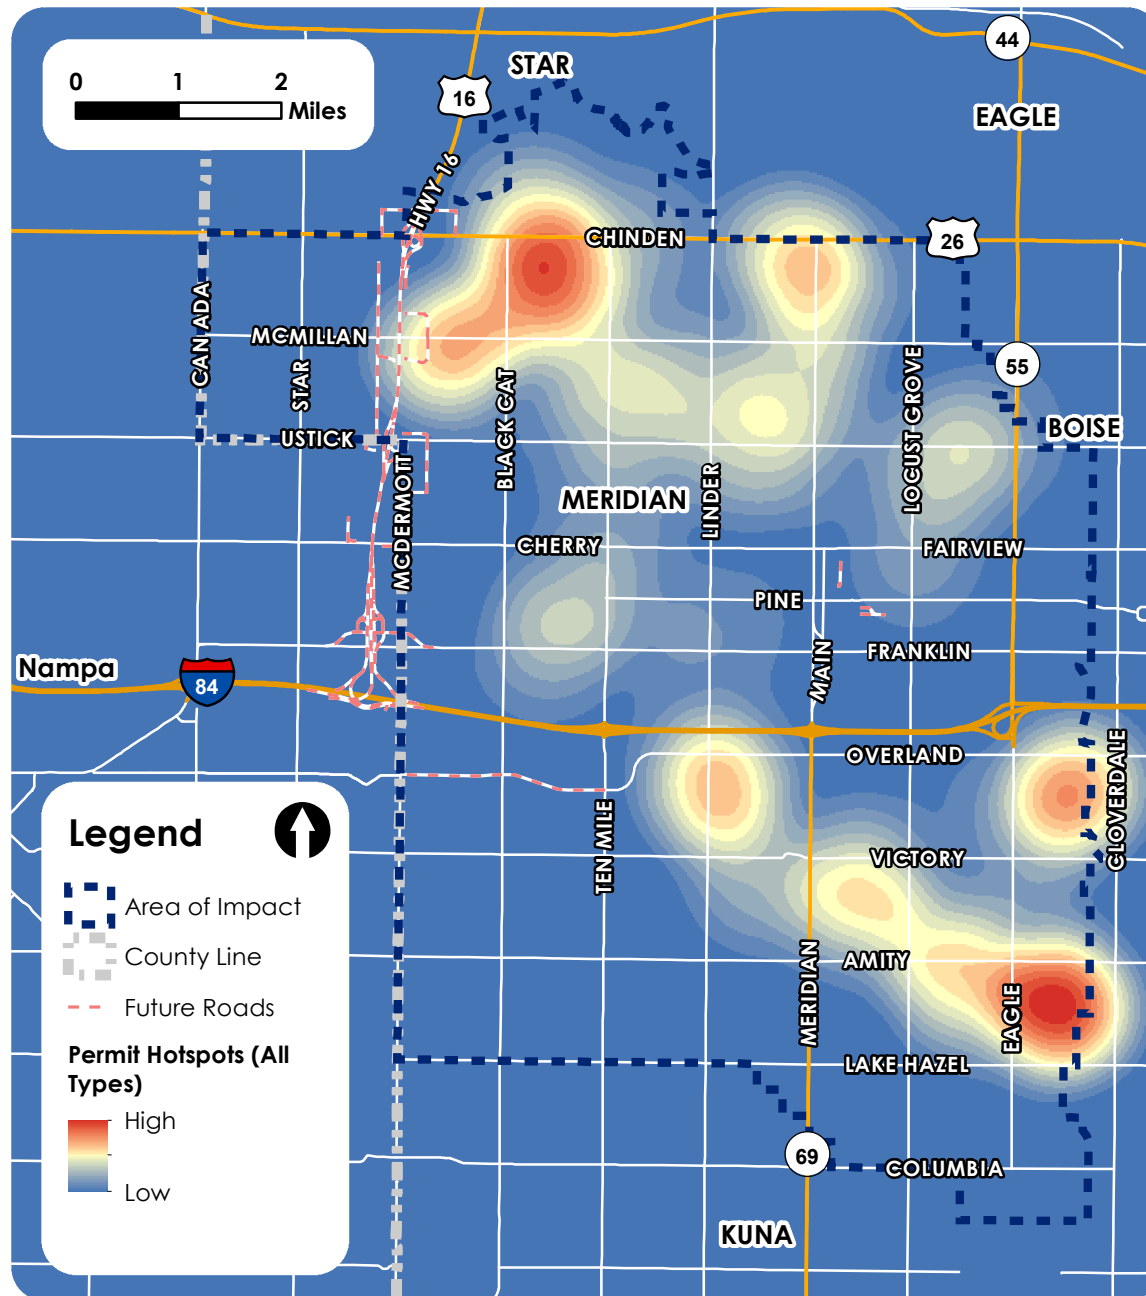 0 1 2
Miles
STAR
44
16
EAGLE
HWY 16
CHINDEN
26
CAN ADA
MCMILLAN
STAR
BLACK CAT
LOCUST GROVE
55
USTICK
BOISE
MCDERMOTT
MERIDIAN
LINDER
CHERRY
FAIRVIEW
PINE
FRANKLIN
MAIN
Nampa
84
OVERLAND
CLOVERDALE
TEN MILE
VICTORY
AMITY
MERIDIAN
EAGLE
LAKE HAZEL
69
COLUMBIA
KUNA
Legend
Area of Impact
County Line
Future Roads
Permit Hotspots (All
Types)
High
Low